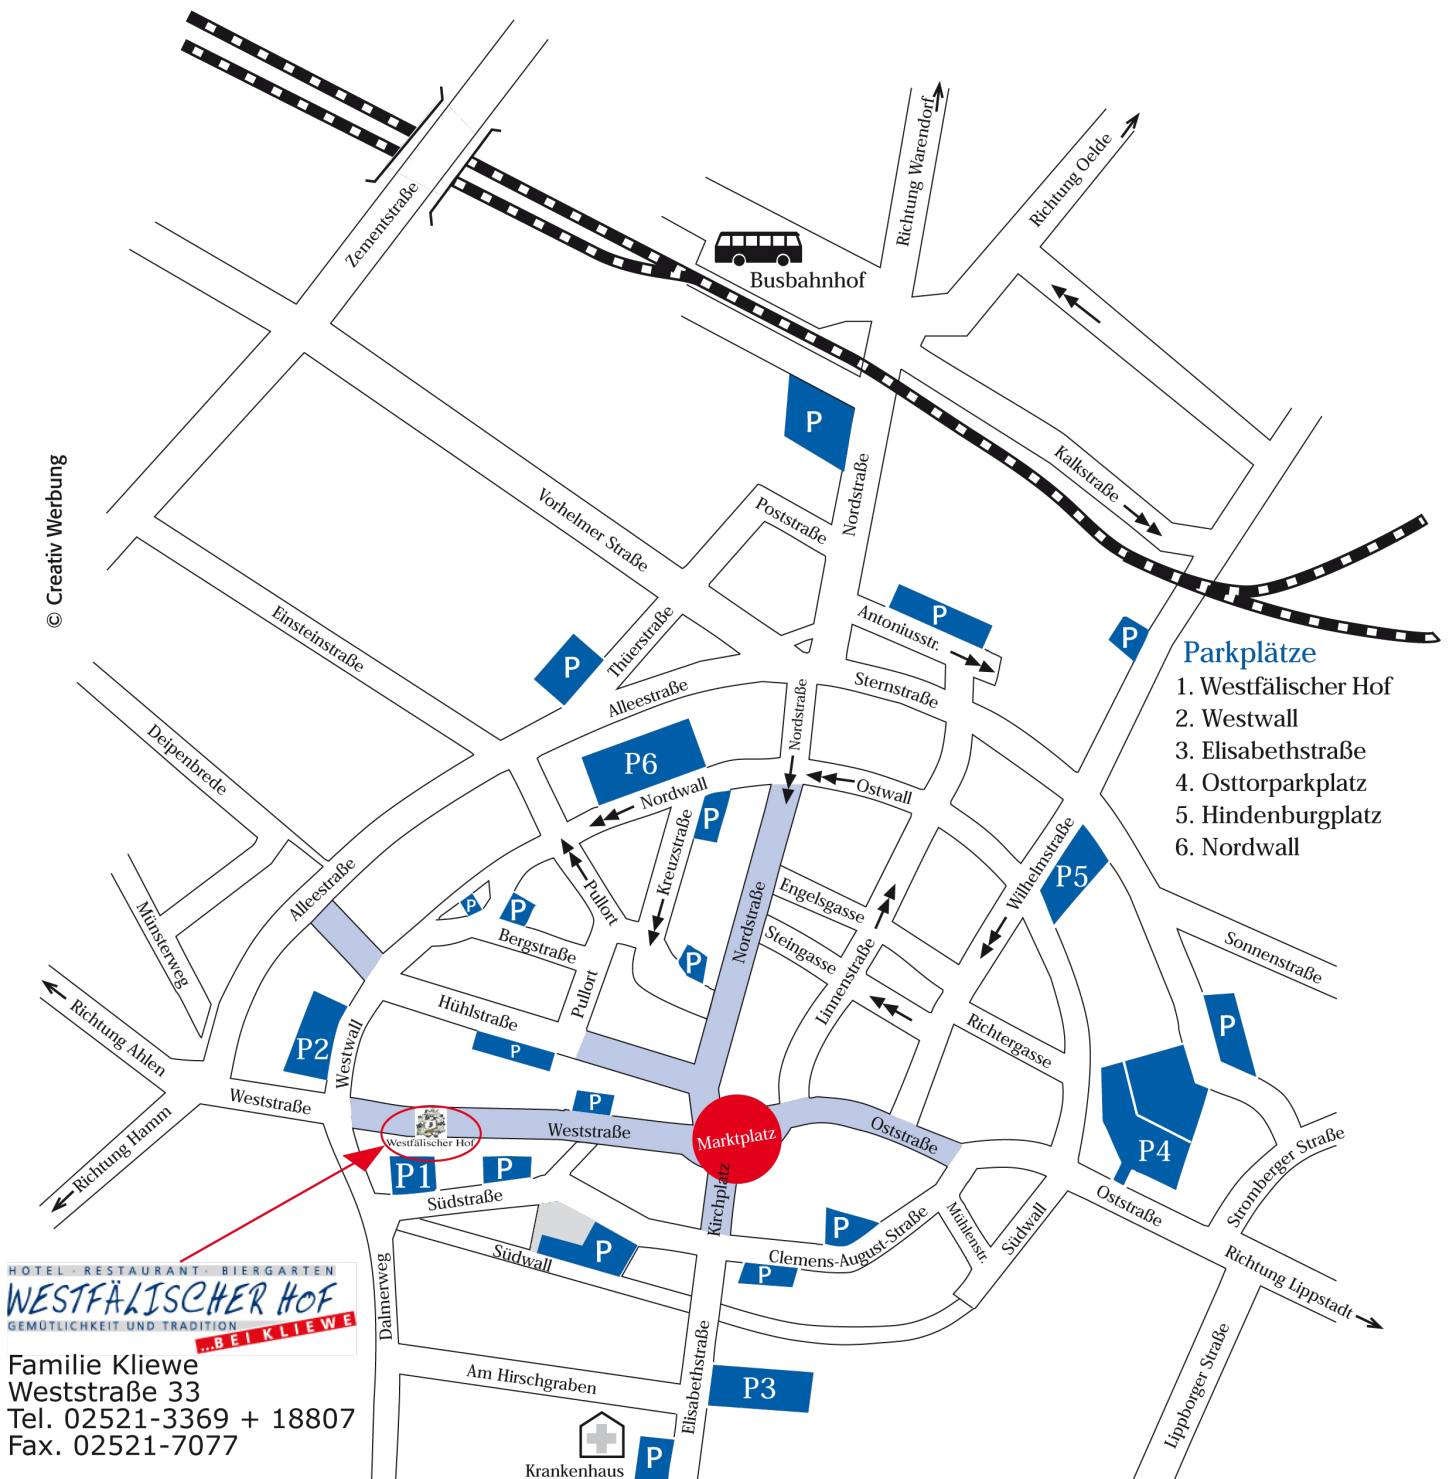 Richtung Warendorf
Richtung Oelde
Zementstraße
Busbahnhof
P
Kalkstraße
Nordstraße
Poststraße
Vorhelmer Straße
© Creativ Werbung
Einsteinstraße
Thüerstraße
P
Alleestraße
Antoniusstr.
P
P
Sternstraße
Nordstraße
Parkplätze
1. Westfälischer Hof
2. Westwall
3. Elisabethstraße
4. Osttorparkplatz
5. Hindenburgplatz
6. Nordwall
Deipenbrede
P6
Nordwall
Ostwall
P
Kreuzstraße
Wilhelmstraße
P5
Alleestraße
Pullort
P
P
Bergstraße
Engelsgasse
Steingasse
Nordstraße
Linnenstraße
P
Münsterweg
Sonnenstraße
Richtung Ahlen
Pullort
Hühlstraße
P
P2
Westwall
Richtergasse
P
Weststraße
P
Westfälischer Hof
Weststraße
Marktplatz
Oststraße
P4
Richtung Hamm
P1
P
Südstraße
Kirchplatz
P
Clemens-August-Straße
Mühlenstr.
Südwall
Oststraße
Stromberger Straße
Südwall
P
P
Richtung Lippstadt
Dalmerweg
Elisabethstraße
Lippborger Straße
Am Hirschgraben
P3
Krankenhaus
P
HOTEL · RESTAURANT · BIERGARTEN
WESTFÄLISCHER HOF
GEMÜTLICHKEIT UND TRADITION
...BEI KLIEWE
Familie Kliewe
Weststraße 33
Tel. 02521-3369 + 18807
Fax. 02521-7077